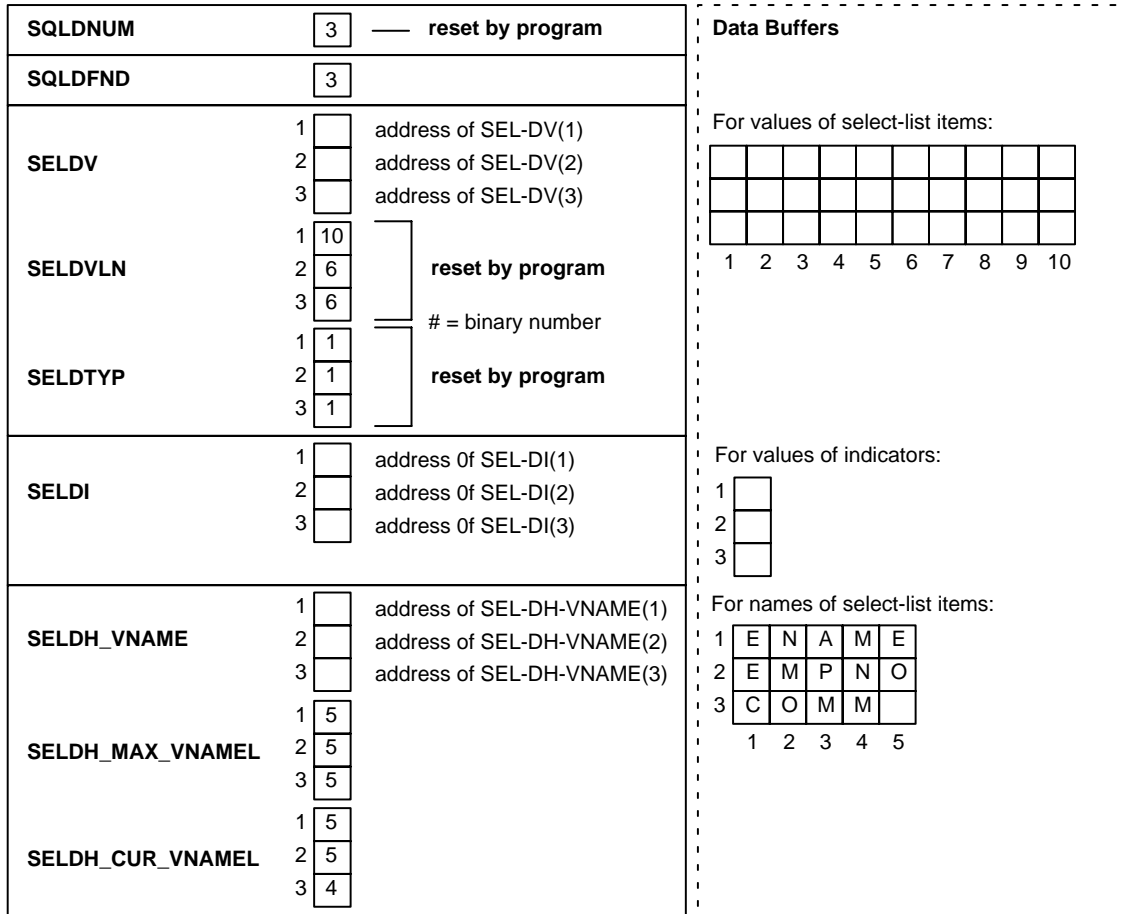 SQLDNUM 3 reset by program
SQLDFND 3
SELDV
1 address of SEL-DV(1)
2 address of SEL-DV(2)
3 address of SEL-DV(3)
SELDVLN
1 10
2 6 reset by program
3 6
# = binary number
SELDTYP
1 1
2 1 reset by program
3 1
SELDI
1 address 0f SEL-DI(1)
2 address 0f SEL-DI(2)
3 address 0f SEL-DI(3)
SELDH_VNAME
1 address of SEL-DH-VNAME(1)
2 address of SEL-DH-VNAME(2)
3 address of SEL-DH-VNAME(3)
SELDH_MAX_VNAMEL
1 5
2 5
3 5
SELDH_CUR_VNAMEL
1 5
2 5
3 4
Data Buffers
For values of select-list items:
1 2 3 4 5 6 7 8 9 10
For values of indicators:
1
2
3
For names of select-list items:
1 E N A M E
2 E M P N O
3 C O M M
1 2 3 4 5